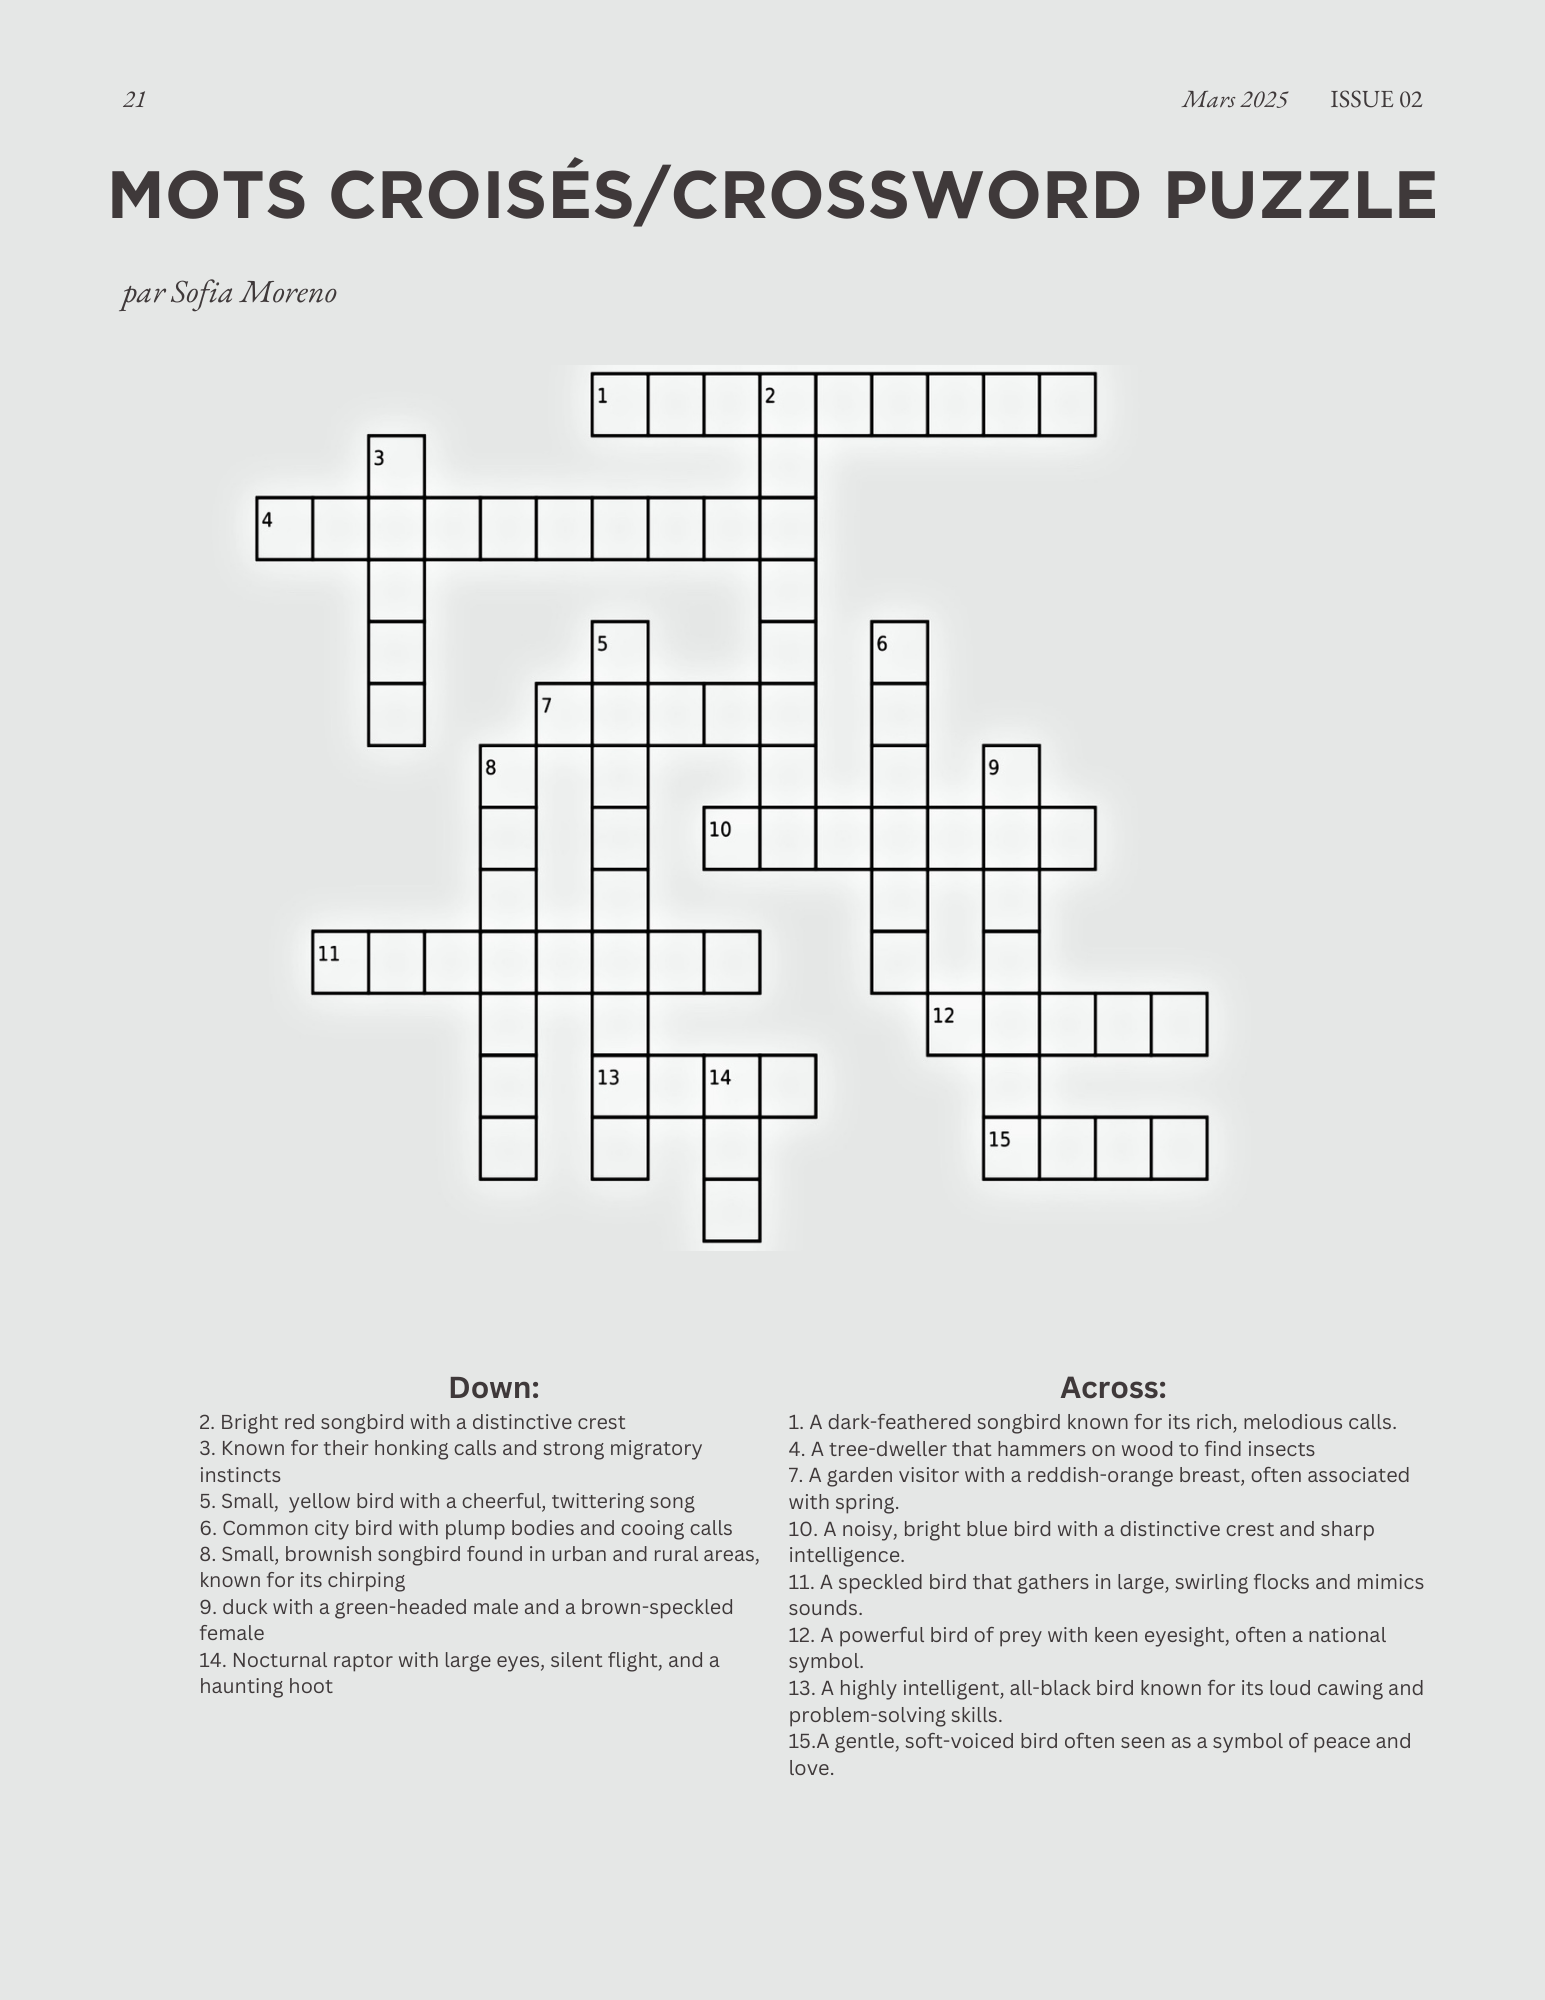 21
Mars 2025 ISSUE 02
MOTS CROISÉS/CROSSWORD PUZZLE
par Sofia Moreno
1 2
3
4
5 6
7
8 9
10
11
12
13 14
15
Down:
2. Bright red songbird with a distinctive crest
3. Known for their honking calls and strong migratory
instincts
5. Small,  yellow bird with a cheerful, twittering song
6. Common city bird with plump bodies and cooing calls
8. Small, brownish songbird found in urban and rural areas,
known for its chirping
9. duck with a green-headed male and a brown-speckled
female
14. Nocturnal raptor with large eyes, silent flight, and a
haunting hoot
Across:
1. A dark-feathered songbird known for its rich, melodious calls.
4. A tree-dweller that hammers on wood to find insects
7. A garden visitor with a reddish-orange breast, often associated
with spring.
10. A noisy, bright blue bird with a distinctive crest and sharp
intelligence.
11. A speckled bird that gathers in large, swirling flocks and mimics
sounds.
12. A powerful bird of prey with keen eyesight, often a national
symbol.
13. A highly intelligent, all-black bird known for its loud cawing and
problem-solving skills.
15.A gentle, soft-voiced bird often seen as a symbol of peace and
love.